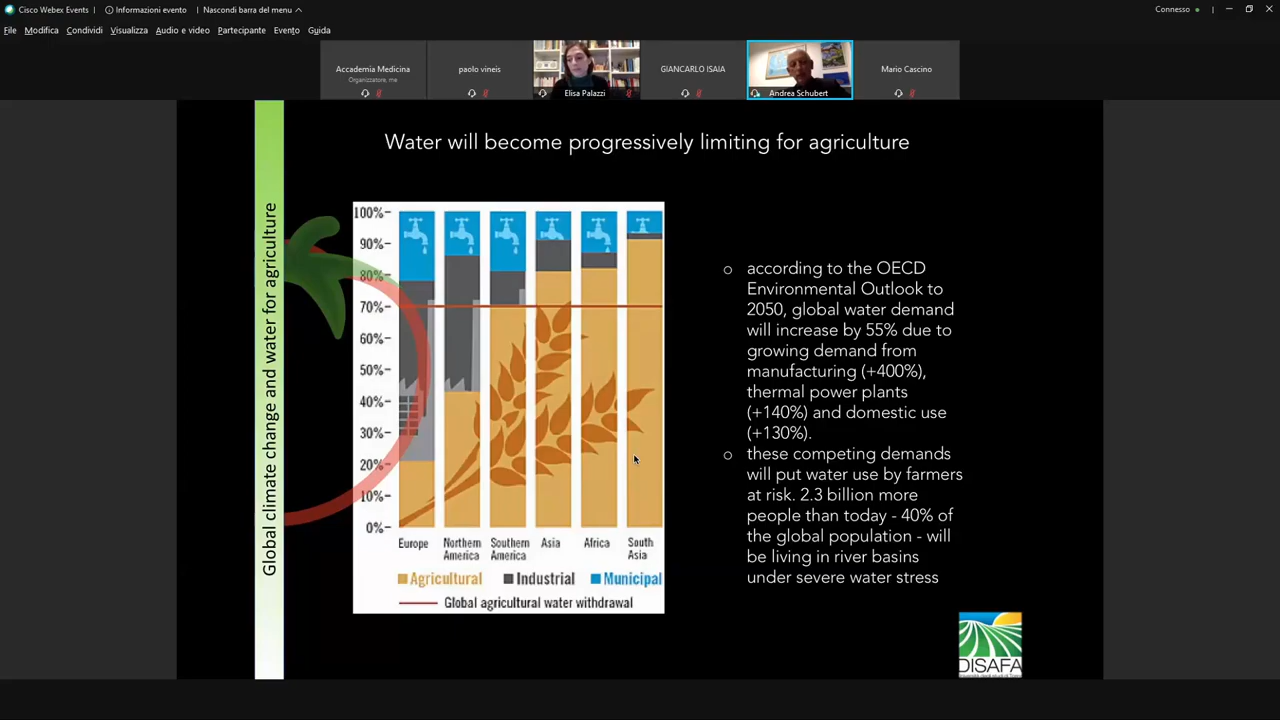 Cisco Webex Events
Informazioni evento
Nascondi barra del menu
Connesso
File Modifica Condividi Visualizza Audio e video Partecipante Evento Guida
Accademia Medicina
Organizzatore, me
paolo vineis
Elisa Palazzi
GIANCARLO ISAIA
Andrea Schubert
Mario Cascino
Global climate change and water for agriculture
Water will become progressively limiting for agriculture
100%
90%
80%
70%
60%
50%
40%
30%
20%
10%
0%
Europe
Northern
America
Southern
America
Asia
Africa
South
Asia
Agricultural
Industrial
Municipal
Global agricultural water withdrawal
according to the OECD
Environmental Outlook to
2050, global water demand
will increase by 55% due to
growing demand from
manufacturing (+400%),
thermal power plants
(+140%) and domestic use
(+130%).
these competing demands
will put water use by farmers
at risk. 2.3 billion more
people than today - 40% of
the global population - will
be living in river basins
under severe water stress
DISAFA